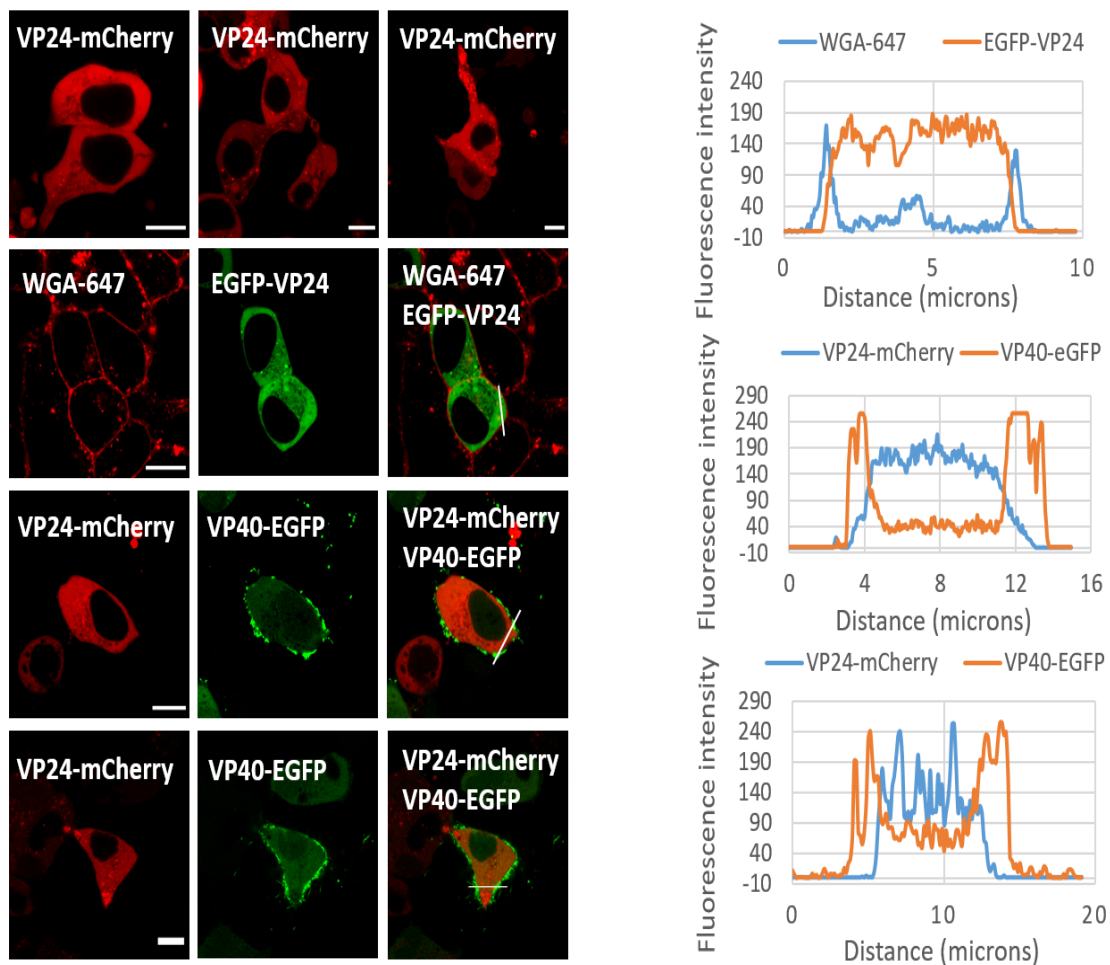 VP24-mCherry
VP24-mCherry
VP24-mCherry
WGA-647
EGFP-VP24
WGA-647
EGFP-VP24
VP24-mCherry
VP40-EGFP
VP24-mCherry
VP40-EGFP
VP24-mCherry
VP40-EGFP
VP24-mCherry
VP40-EGFP
WGA-647 EGFP-VP24
Fluorescence intensity
240
190
140
90
40
-10
0 5 10
Distance (microns)
VP24-mCherry VP40-eGFP
Fluorescence intensity
290
240
190
140
90
40
-10
0 4 8 12 16
Distance (microns)
VP24-mCherry VP40-EGFP
Fluorescence intensity
290
240
190
140
90
40
-10
0 10 20
Distance (microns)